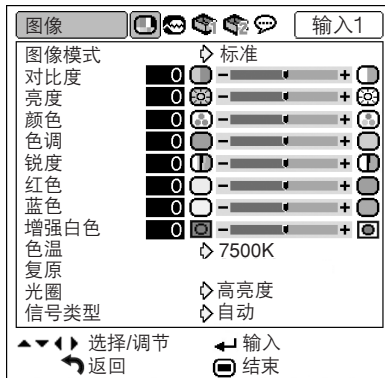 图像 输入1
图像模式 标准
对比度 0 - +
亮度 0 - +
颜色 0 - +
色调 0 - +
锐度 0 - +
红色 0 - +
蓝色 0 - +
增强白色 0 - +
色温 7500K
复原
光圈 高亮度
信号类型 自动
选择/调节 输入
返回 结束